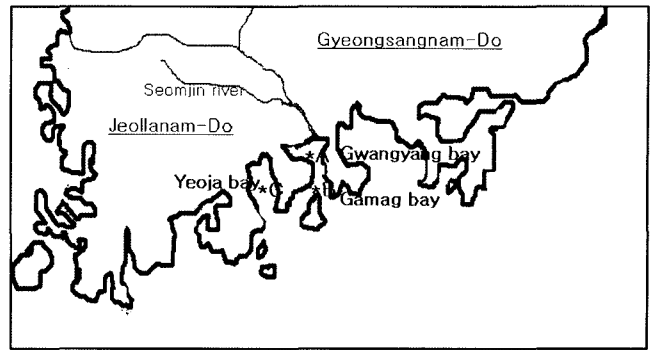 Gyeongsangnam-Do
Seomjin river
Jeollanam-Do
*A Gwangyang bay
Yeoja bay *C *B Gamag bay